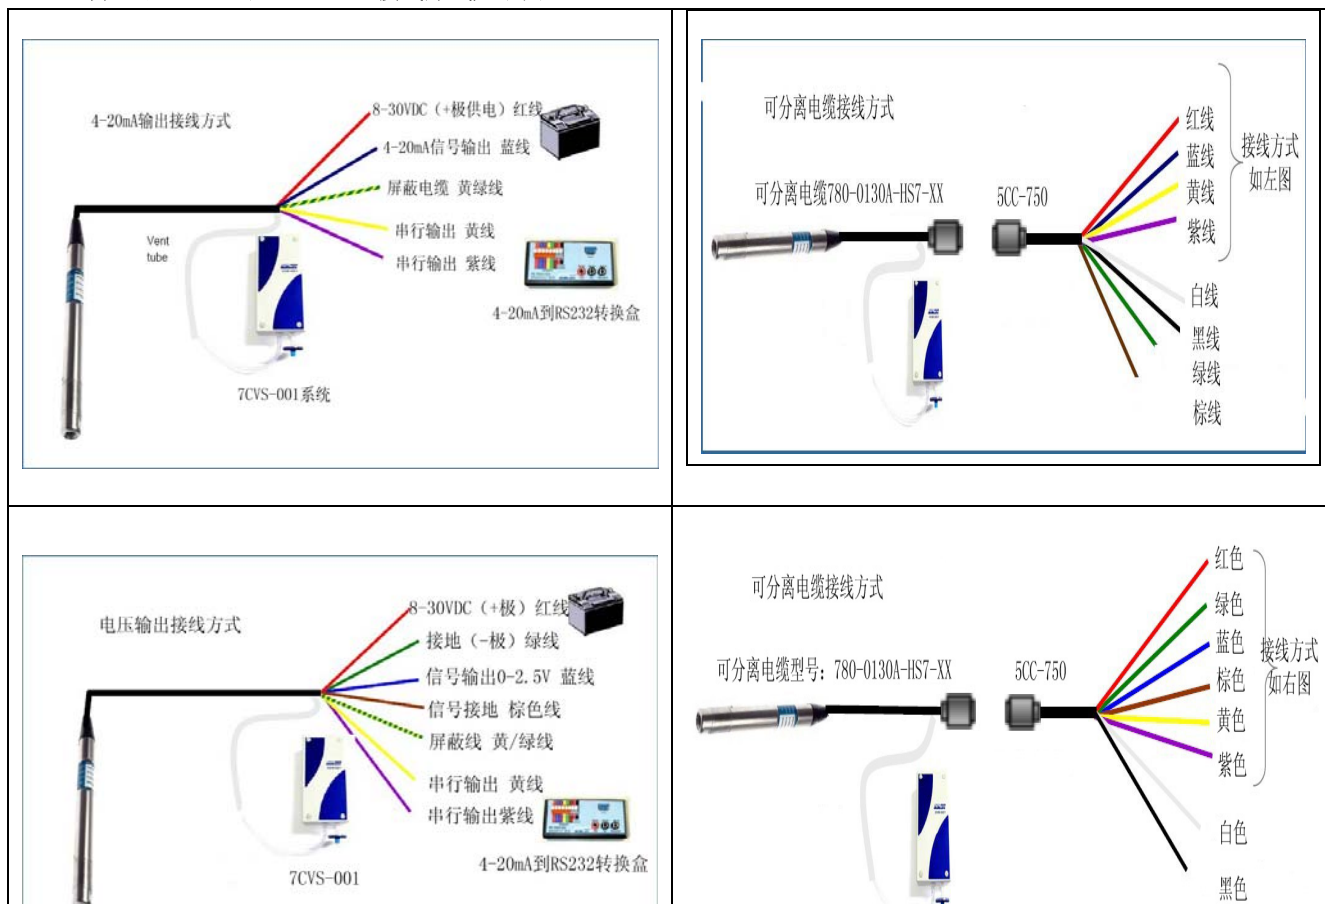 4-20mA输出接线方式
8-30VDC（+极供电）红线
4-20mA信号输出 蓝线
屏蔽电缆 黄绿线
串行输出 黄线
串行输出 紫线
Vent
tube
4-20mA到RS232转换盒
7CVS-001系统
可分离电缆接线方式
可分离电缆780-0130A-HS7-XX
5CC-750
红线
蓝线
黄线
紫线
接线方式
如左图
白线
黑线
绿线
棕线
电压输出接线方式
8-30VDC（+极）红线
接地（-极）绿线
信号输出0-2.5V 蓝线
信号接地 棕色线
屏蔽线 黄/绿线
串行输出 黄线
串行输出紫线
4-20mA到RS232转换盒
7CVS-001
可分离电缆接线方式
可分离电缆型号：780-0130A-HS7-XX
5CC-750
红色
绿色
蓝色
棕色
黄色
紫色
接线方式
如右图
白色
黑色